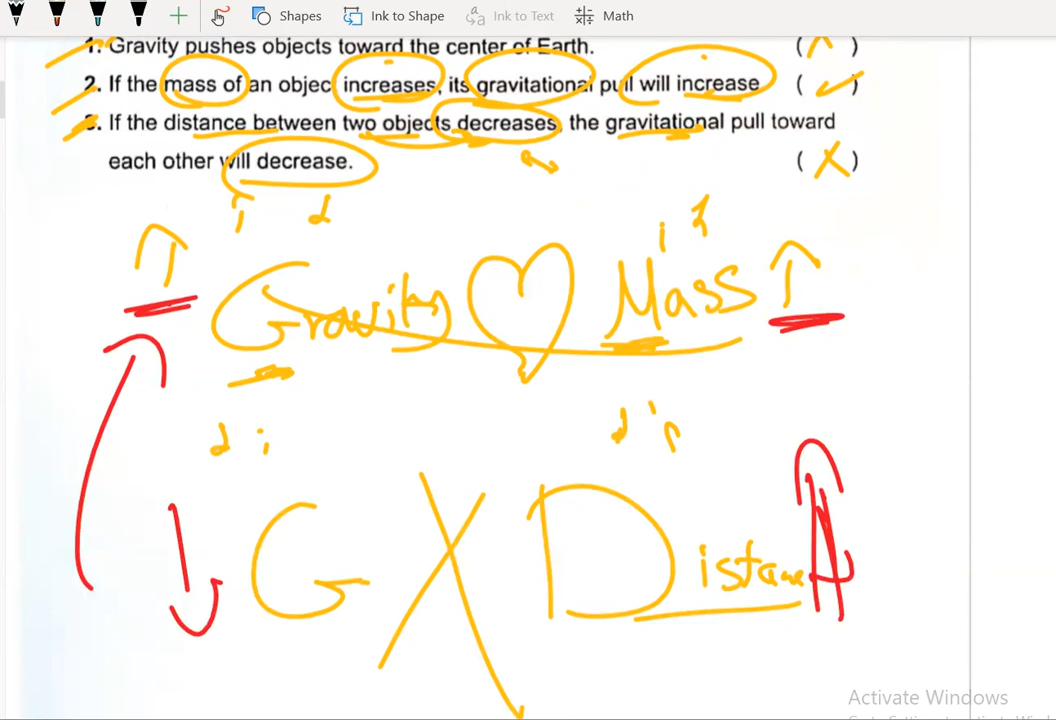 Shapes Ink to Shape Ink to Text Math
1. Gravity pushes objects toward the center of Earth. ( )
2. If the mass of an objec increases, its gravitational pull will increase ( ✓ )
3. If the distance between two objects decreases, the gravitational pull toward
each other will decrease. ( X )
i d
i d
↑ Gravity ♡ Mass ↑
d i
d i
↓ G X Distance
Activate Windows